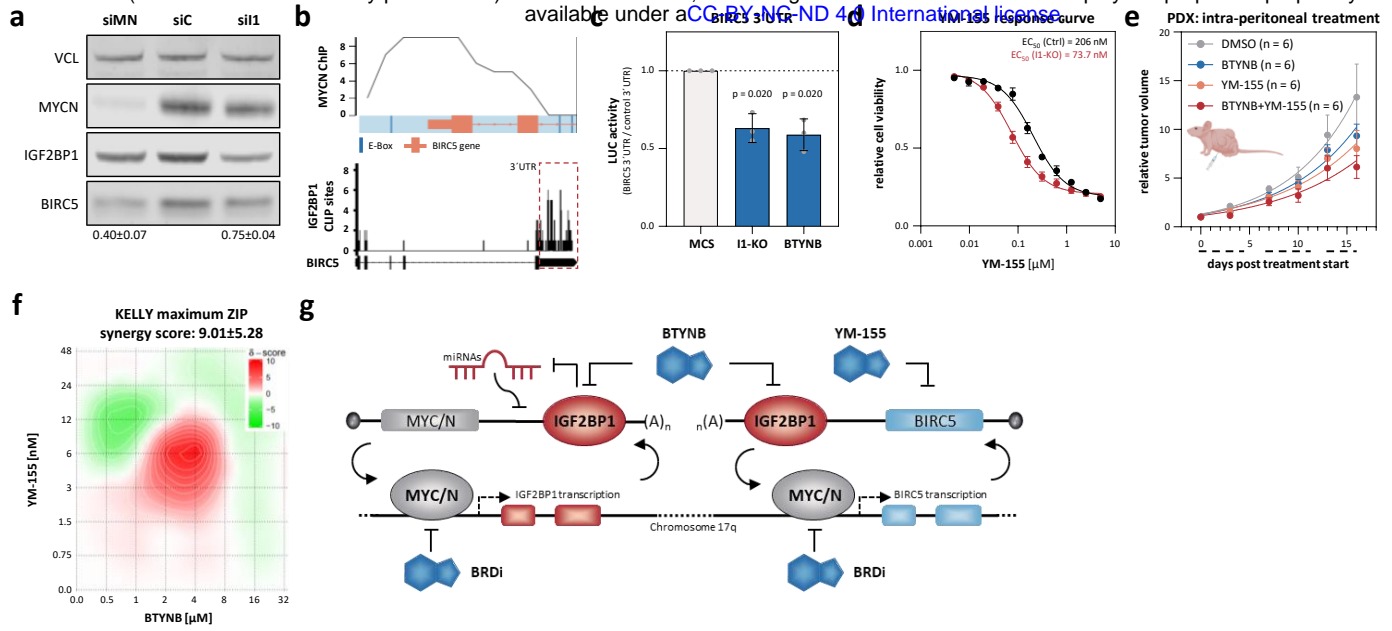 available under aCC-BY-NC-ND 4.0 International license
a
siMN siC siI1
VCL
MYCN
IGF2BP1
BIRC5
0.40±0.07 0.75±0.04
b
MYCN ChIP
8
6
4
2
0
E-Box BIRC5 gene
3´UTR
IGF2BP1
CLIP sites
8
6
4
2
0
BIRC5
c
BIRC5 3'UTR
LUC activity
(BIRC5 3´UTR / control 3´ UTR)
1.0
0.5
0.0
p = 0.020 p = 0.020
MCS I1-KO BTYNB
d
YM-155 response curve
EC50 (Ctrl) = 206 nM
EC50 (I1-KO) = 73.7 nM
relative cell viability
1.0
0.5
0.0
0.001 0.01 0.1 1 10
YM-155 [µM]
e
PDX: intra-peritoneal treatment
DMSO (n = 6)
BTYNB (n = 6)
YM-155 (n = 6)
BTYNB+YM-155 (n = 6)
relative tumor volume
20
15
10
5
0
0 5 10 15
days post treatment start
f
KELLY maximum ZIP
synergy score: 9.01±5.28
δ-score
10
5
0
-5
-10
YM-155 [nM]
48
24
12
6
3
1.5
0.75
0.0
0.0 0.5 1 2 4 8 16 32
BTYNB [µM]
g
BTYNB YM-155
miRNAs
MYC/N IGF2BP1 (A)n n(A) IGF2BP1 BIRC5
MYC/N IGF2BP1 transcription MYC/N BIRC5 transcription
Chromosome 17q
BRDi BRDi